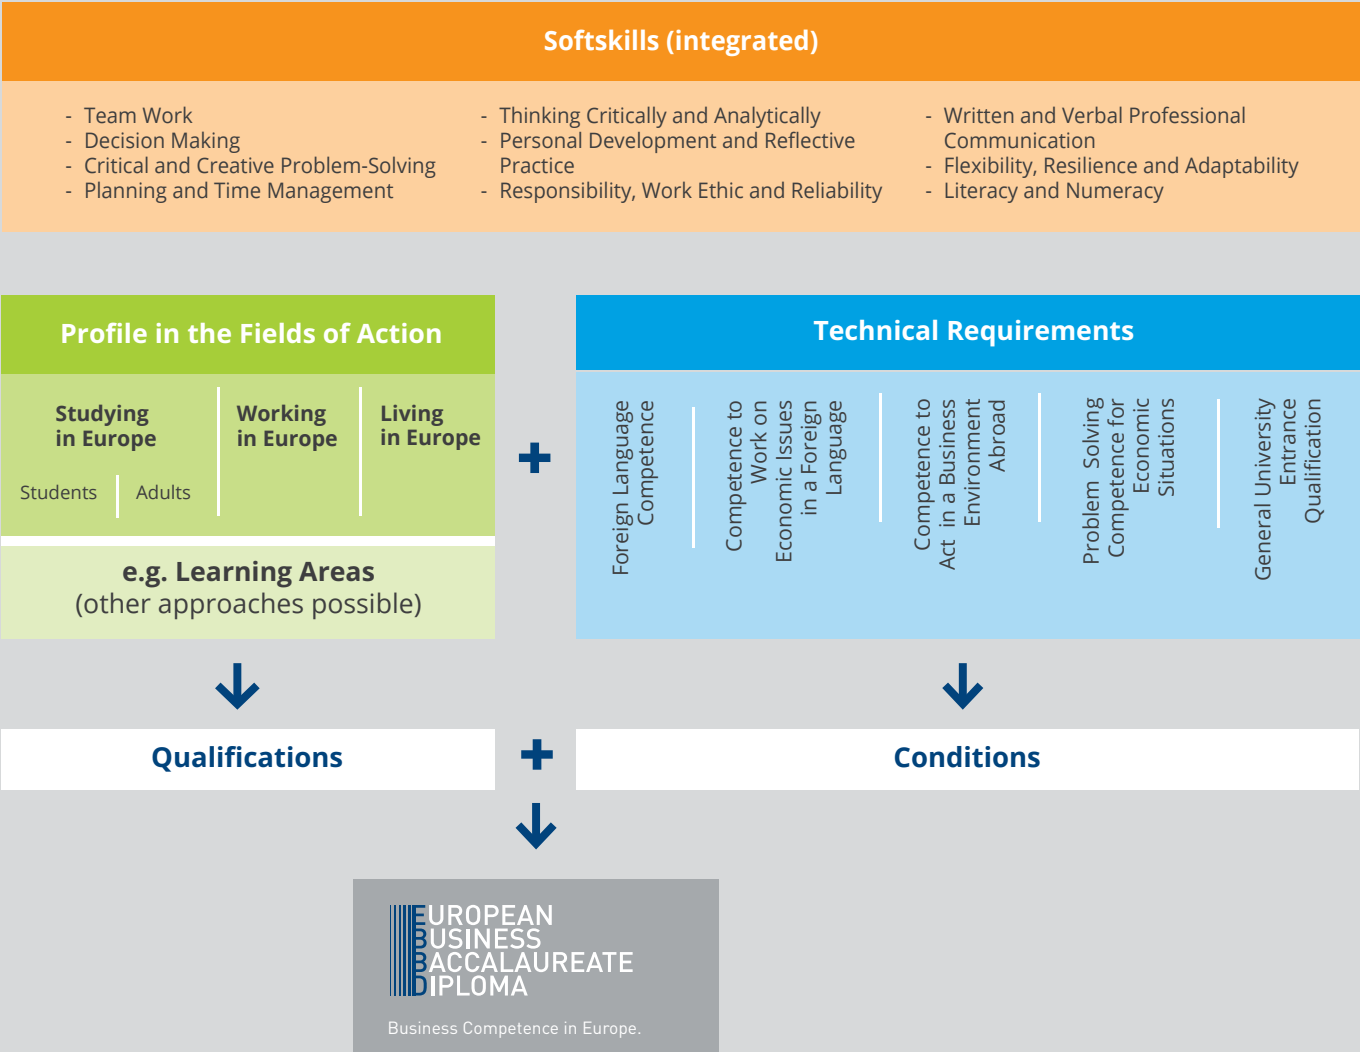 Softskills (integrated)
- Team Work
- Decision Making
- Critical and Creative Problem-Solving
- Planning and Time Management
- Thinking Critically and Analytically
- Personal Development and Reflective
Practice
- Responsibility, Work Ethic and Reliability
- Written and Verbal Professional
Communication
- Flexibility, Resilience and Adaptability
- Literacy and Numeracy
Profile in the Fields of Action
Studying
in Europe
Students
Adults
Working
in Europe
Living
in Europe
e.g. Learning Areas
(other approaches possible)
Technical Requirements
Foreign Language
Competence
Competence to
Work on
Economic Issues
in a Foreign
Language
Competence to
Act in a Business
Environment
Abroad
Problem Solving
Competence for
Economic
Situations
General University
Entrance
Qualification
Qualifications
Conditions
EUROPEAN
BUSINESS
BACCALAUREATE
DIPLOMA
Business Competence in Europe.